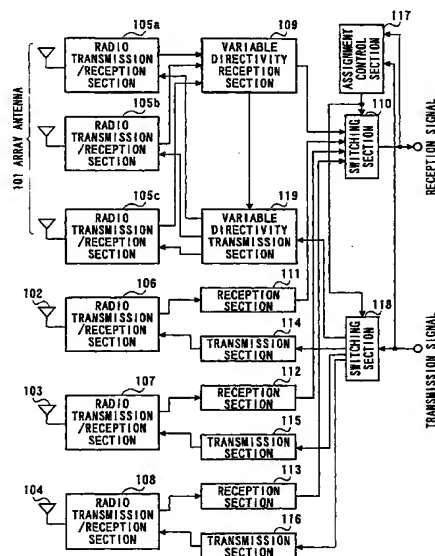 105a
RADIO
TRANSMISSION
/RECEPTION
SECTION
109
VARIABLE
DIRECTIVITY
RECEPTION
SECTION
117
ASSIGNMENT
CONTROL
SECTION
110
SWITCHING
SECTION
RECEPTION SIGNAL
101 ARRAY ANTENNA
105b
RADIO
TRANSMISSION
/RECEPTION
SECTION
105c
RADIO
TRANSMISSION
/RECEPTION
SECTION
119
VARIABLE
DIRECTIVITY
TRANSMISSION
SECTION
102
106
RADIO
TRANSMISSION
/RECEPTION
SECTION
111
RECEPTION
SECTION
114
TRANSMISSION
SECTION
118
SWITCHING
SECTION
TRANSMISSION SIGNAL
103
107
RADIO
TRANSMISSION
/RECEPTION
SECTION
112
RECEPTION
SECTION
115
TRANSMISSION
SECTION
104
108
RADIO
TRANSMISSION
/RECEPTION
SECTION
113
RECEPTION
SECTION
116
TRANSMISSION
SECTION